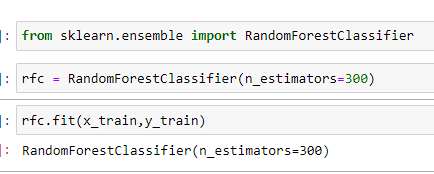 ]: from sklearn.ensemble import RandomForestClassifier
]: rfc = RandomForestClassifier(n_estimators=300)
]: rfc.fit(x_train,y_train)
]: RandomForestClassifier(n_estimators=300)